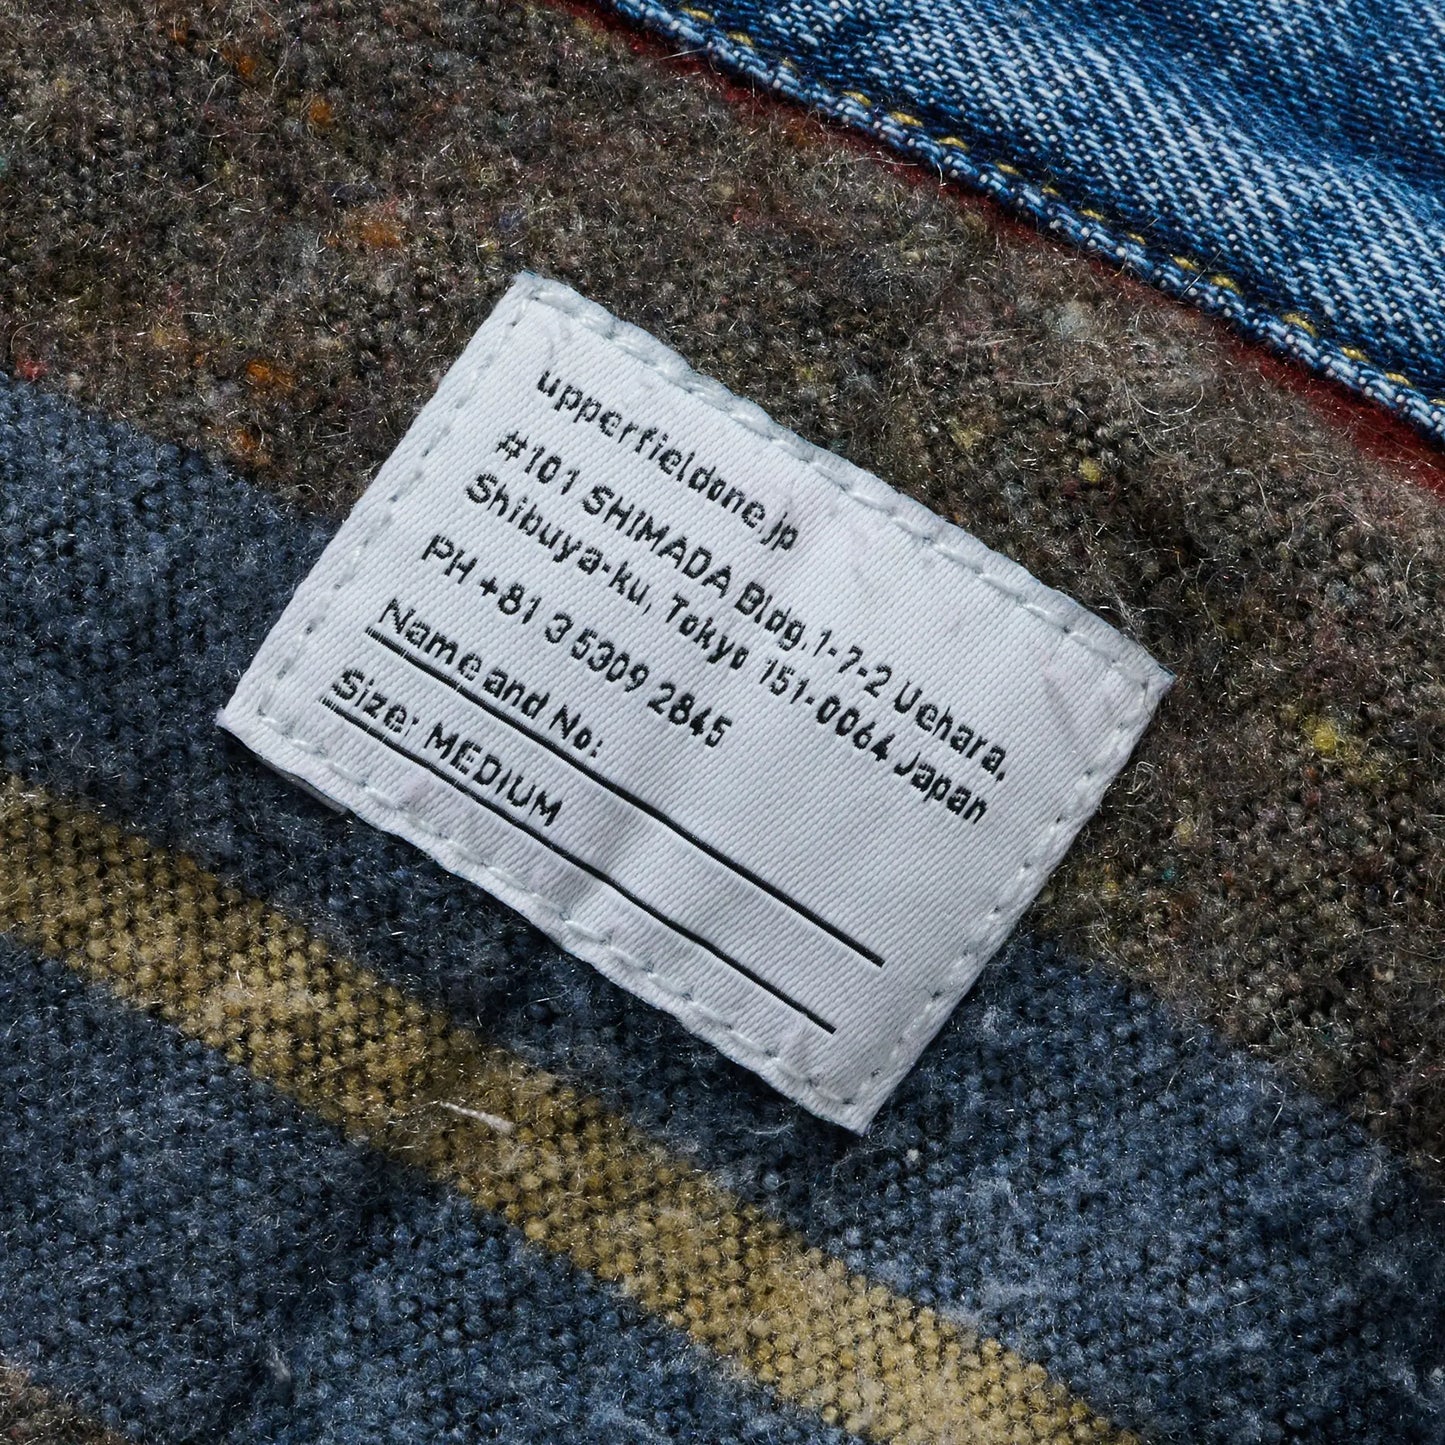 upperfieldone.jp
#101 SHIMADA Bldg,1-7-2 Uehara,
Shibuya-ku, Tokyo 151-0064 Japan
PH +81 3 5309 2845
Name and No:
Size: MEDIUM